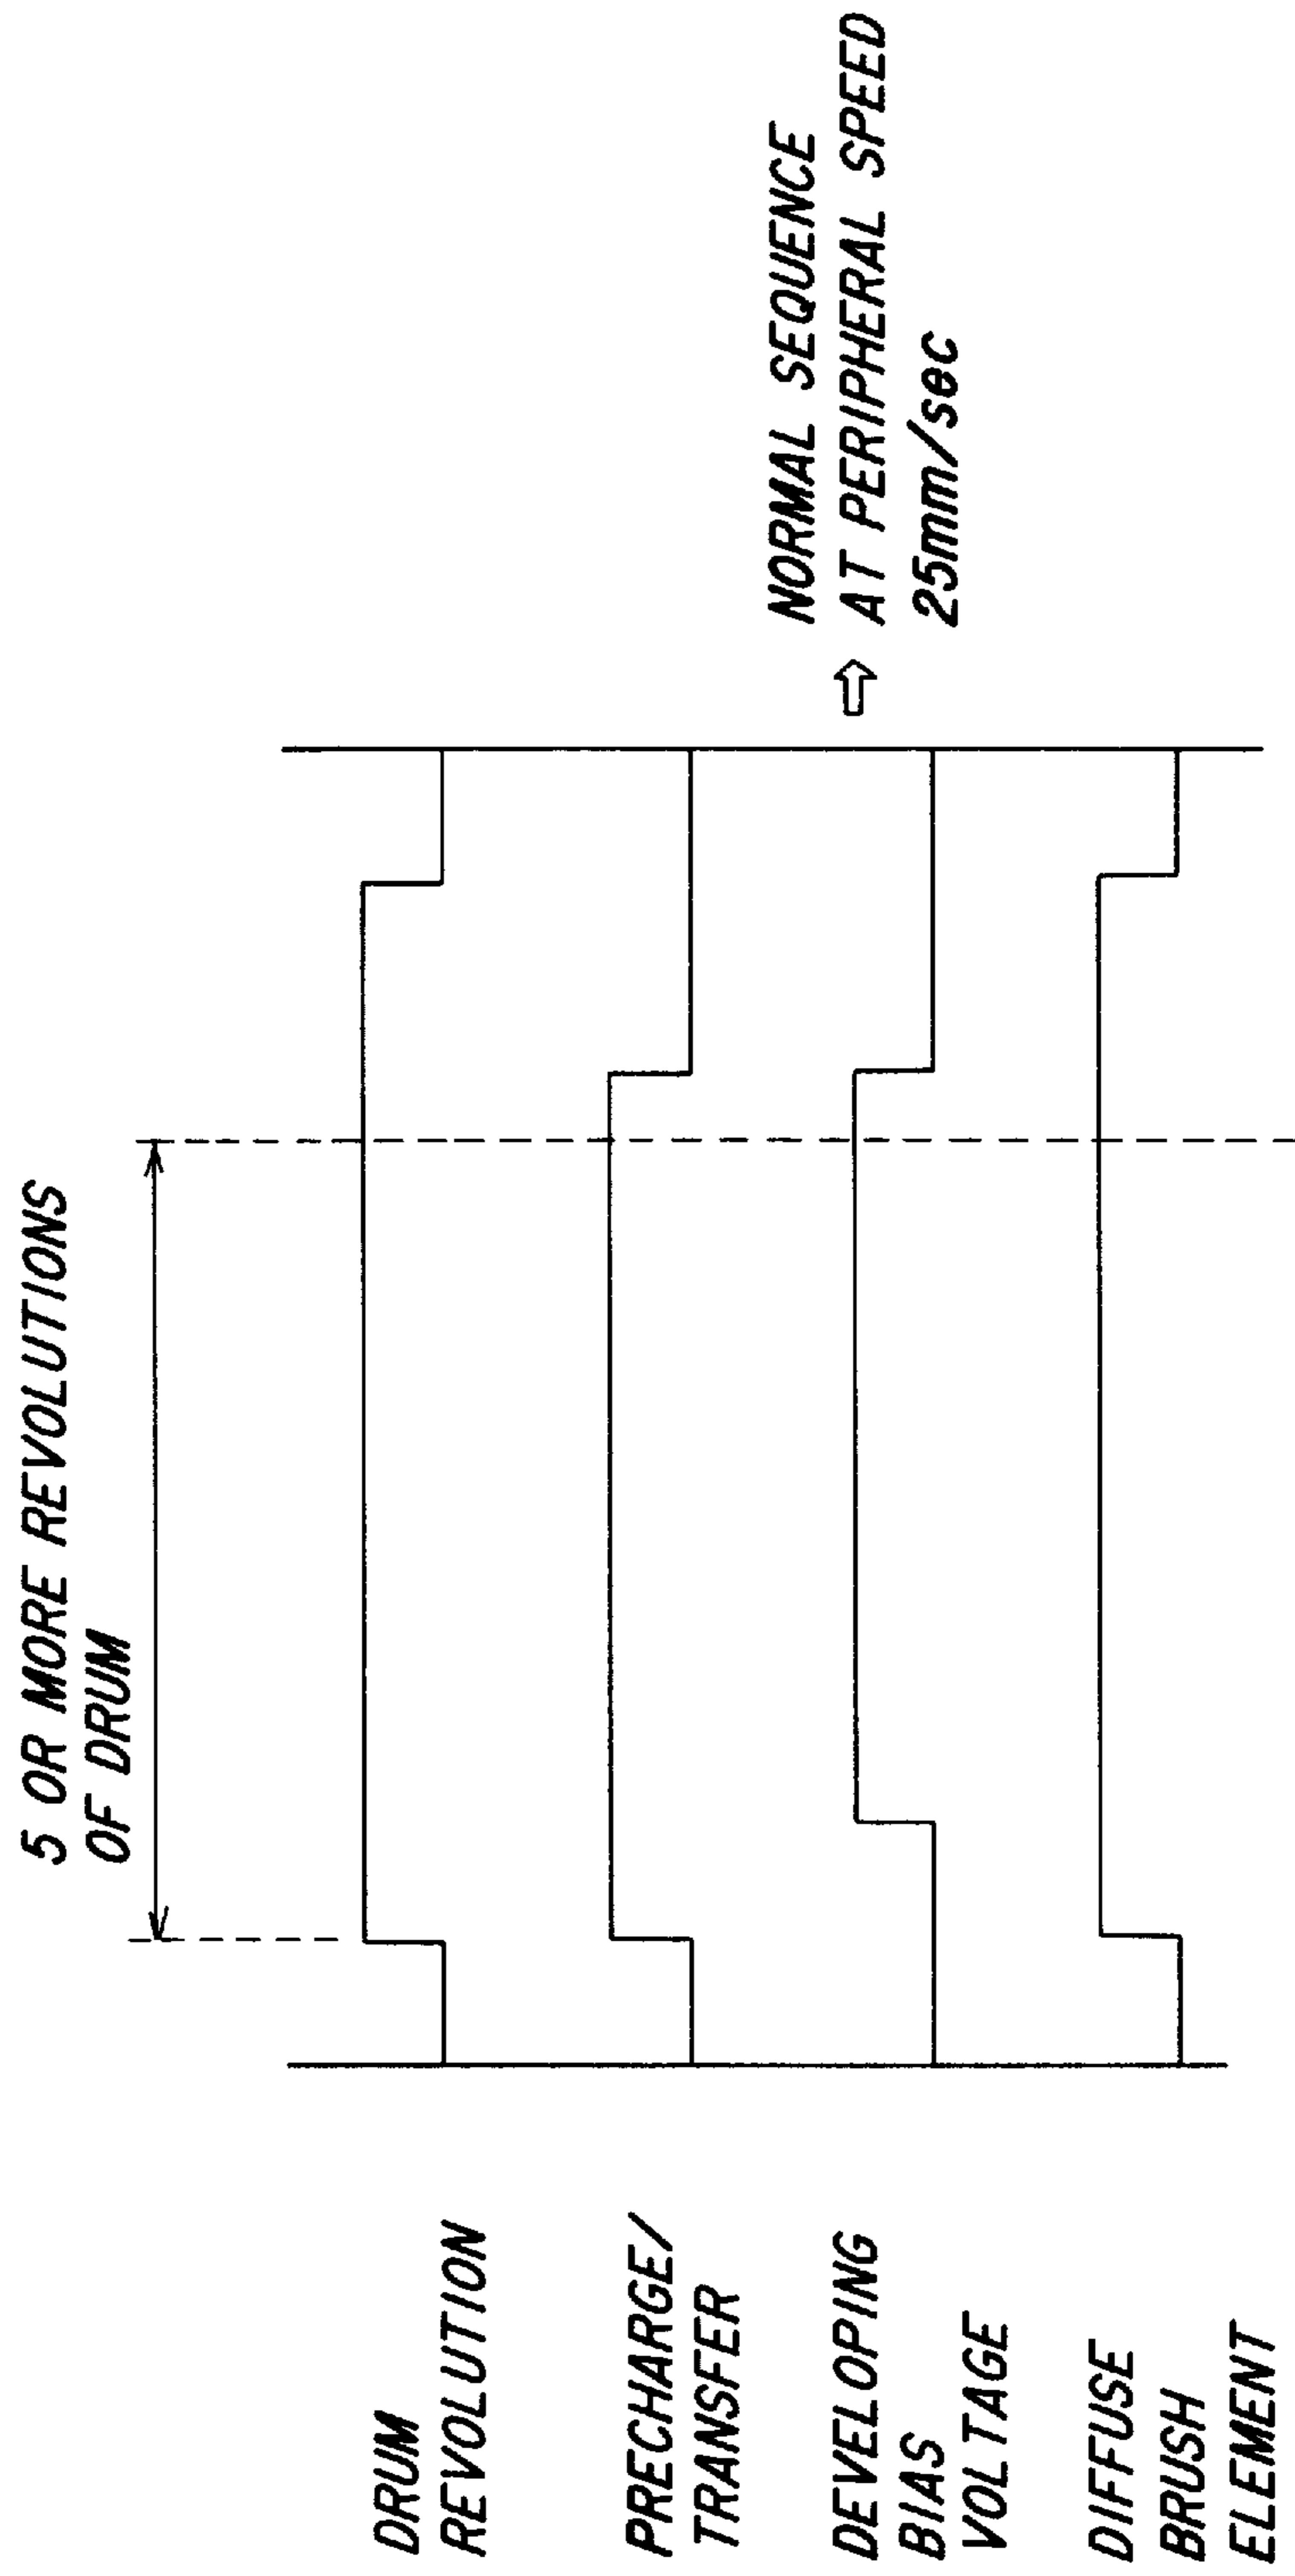 5 OR MORE REVOLUTIONS
OF DRUM
DRUM
REVOLUTION
PRECHARGE/
TRANSFER
DEVELOPING
BIAS
VOLTAGE
DIFFUSE
BRUSH
ELEMENT
NORMAL SEQUENCE
AT PERIPHERAL SPEED
25mm/sec